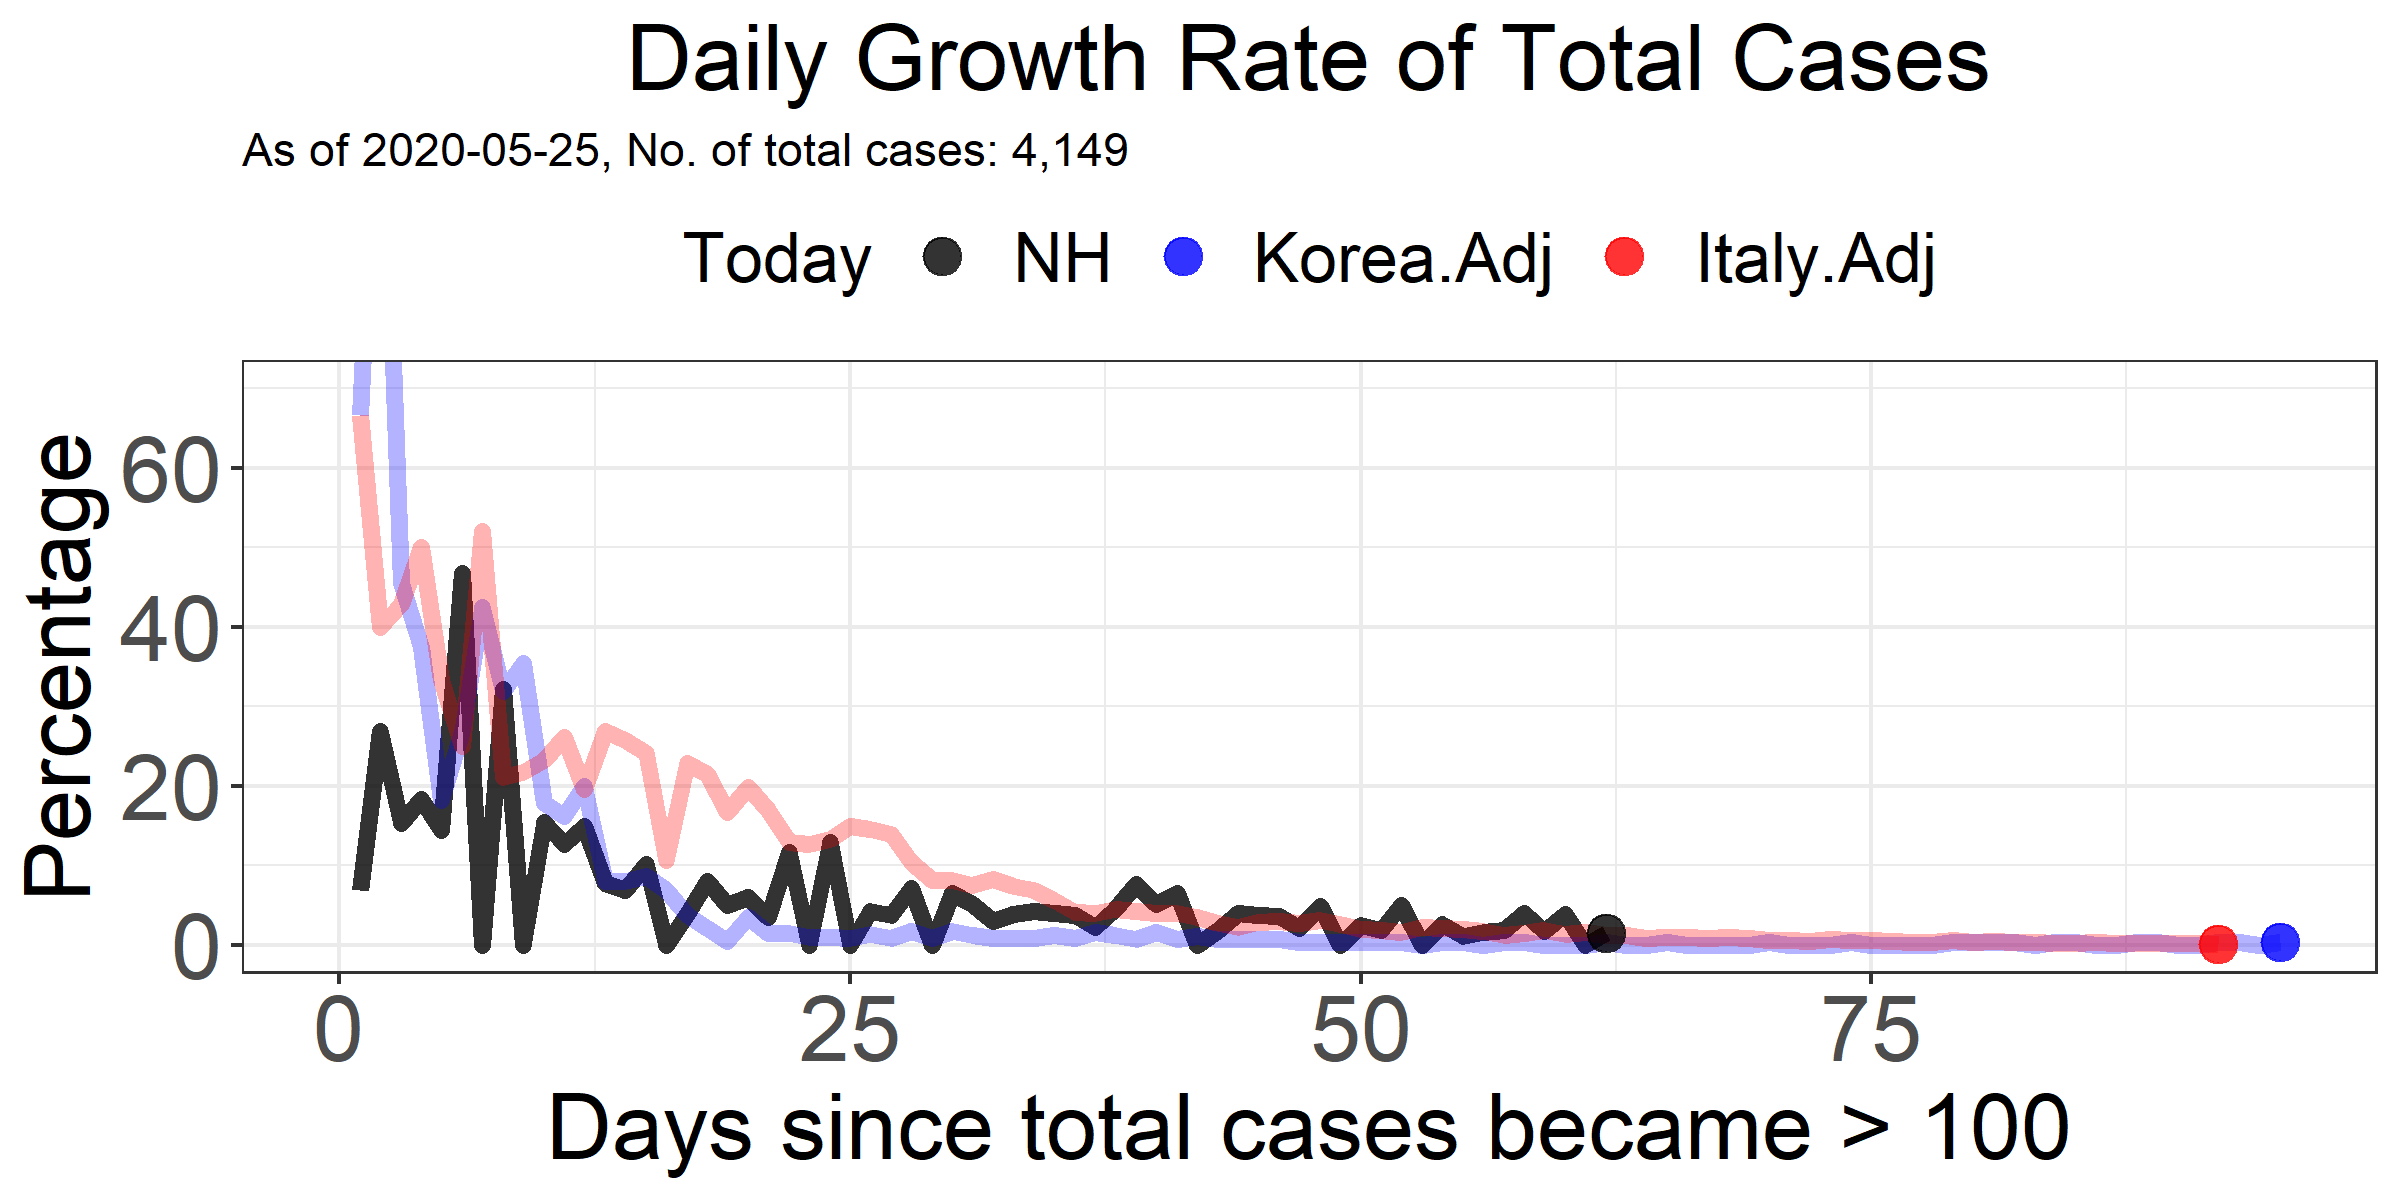 Daily Growth Rate of Total Cases
As of 2020-05-25, No. of total cases: 4,149
Today NH Korea.Adj Italy.Adj
Percentage
60
40
20
0
0 25 50 75
Days since total cases became > 100